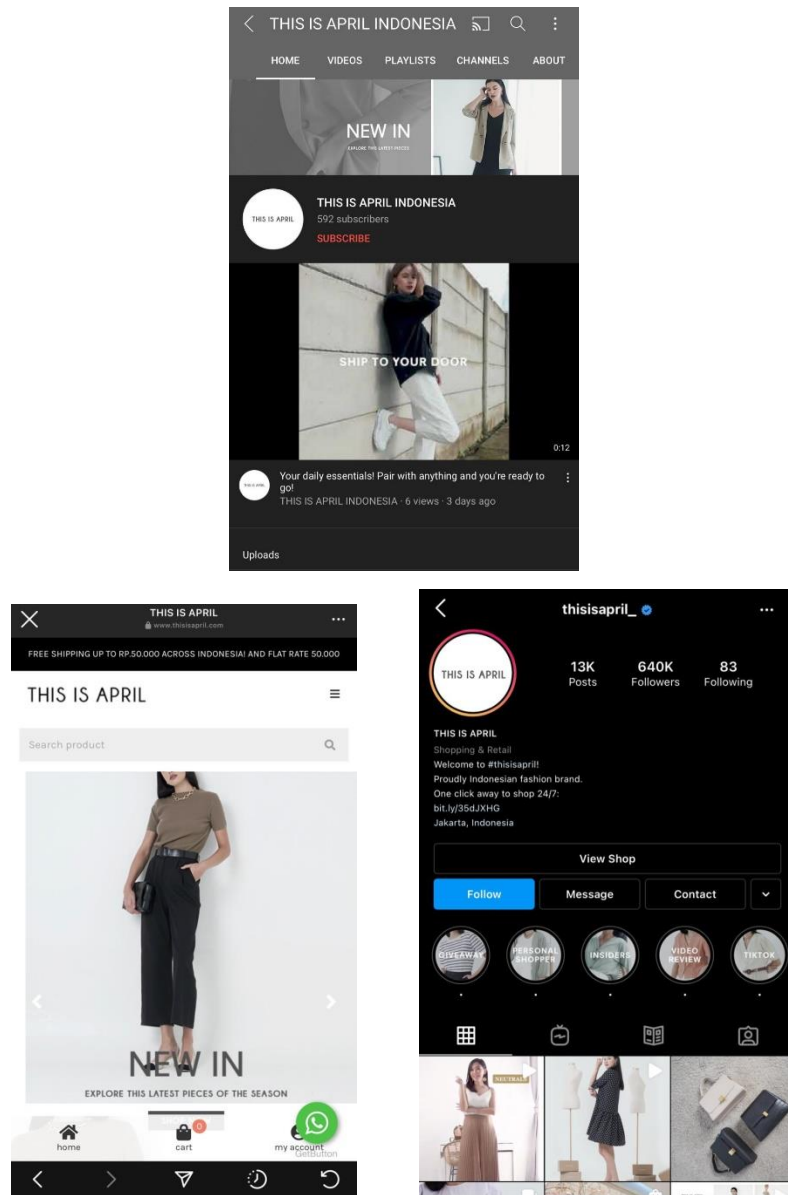 THIS IS APRIL INDONESIA
HOME VIDEOS PLAYLISTS CHANNELS ABOUT
NEW IN
EXPLORE THIS LATEST PIECES
THIS IS APRIL
THIS IS APRIL INDONESIA
592 subscribers
SUBSCRIBE
SHIP TO YOUR DOOR
0:12
THIS IS APRIL
Your daily essentials! Pair with anything and you're ready to
go!
THIS IS APRIL INDONESIA · 6 views · 3 days ago
Uploads
THIS IS APRIL
www.thisisapril.com
FREE SHIPPING UP TO RP.50.000 ACROSS INDONESIA! AND FLAT RATE 50.000
THIS IS APRIL
Search product
NEW IN
EXPLORE THIS LATEST PIECES OF THE SEASON
home
cart
0
my account
GetButton
thisisapril_
THIS IS APRIL
13K 640K 83
Posts Followers Following
THIS IS APRIL
Shopping & Retail
Welcome to #thisisapril!
Proudly Indonesian fashion brand.
One click away to shop 24/7:
bit.ly/35dJXHG
Jakarta, Indonesia
View Shop
Follow Message Contact
GIVEAWAY
PERSONAL
SHOPPER
INSIDERS
VIDEO
REVIEW
TIKTOK
NEUTRALS